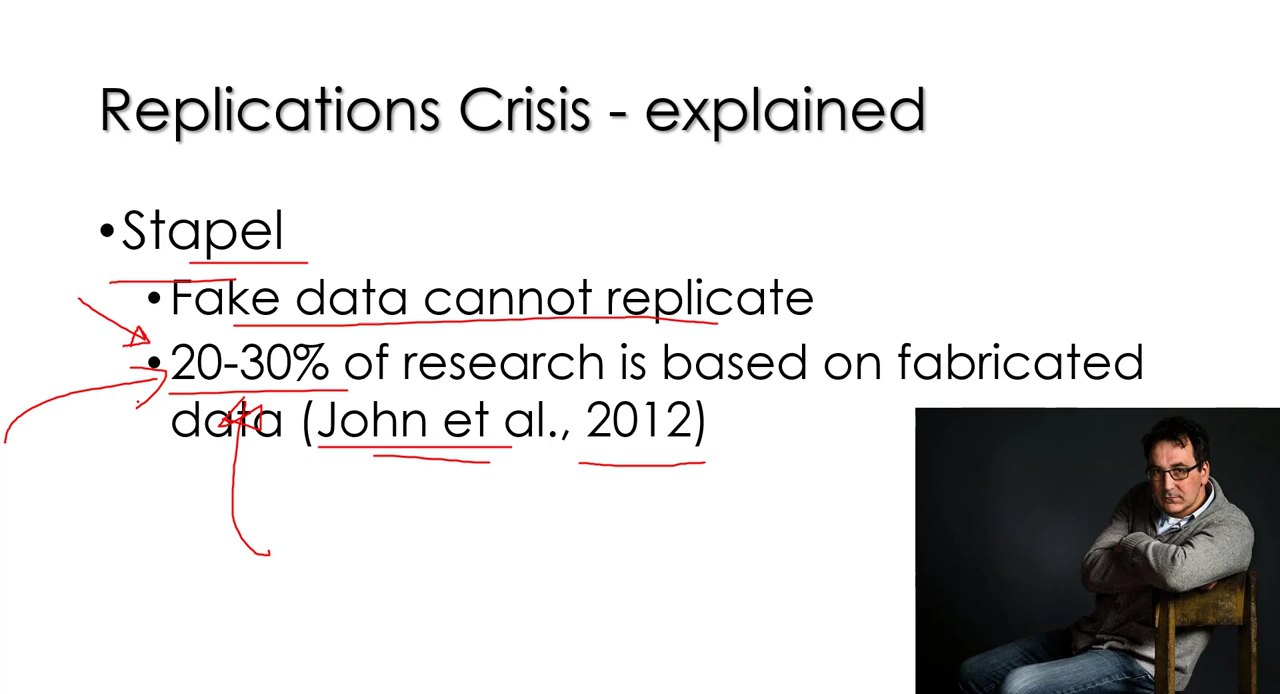 Replications Crisis - explained
•Stapel
•Fake data cannot replicate
•20-30% of research is based on fabricated
data (John et al., 2012)